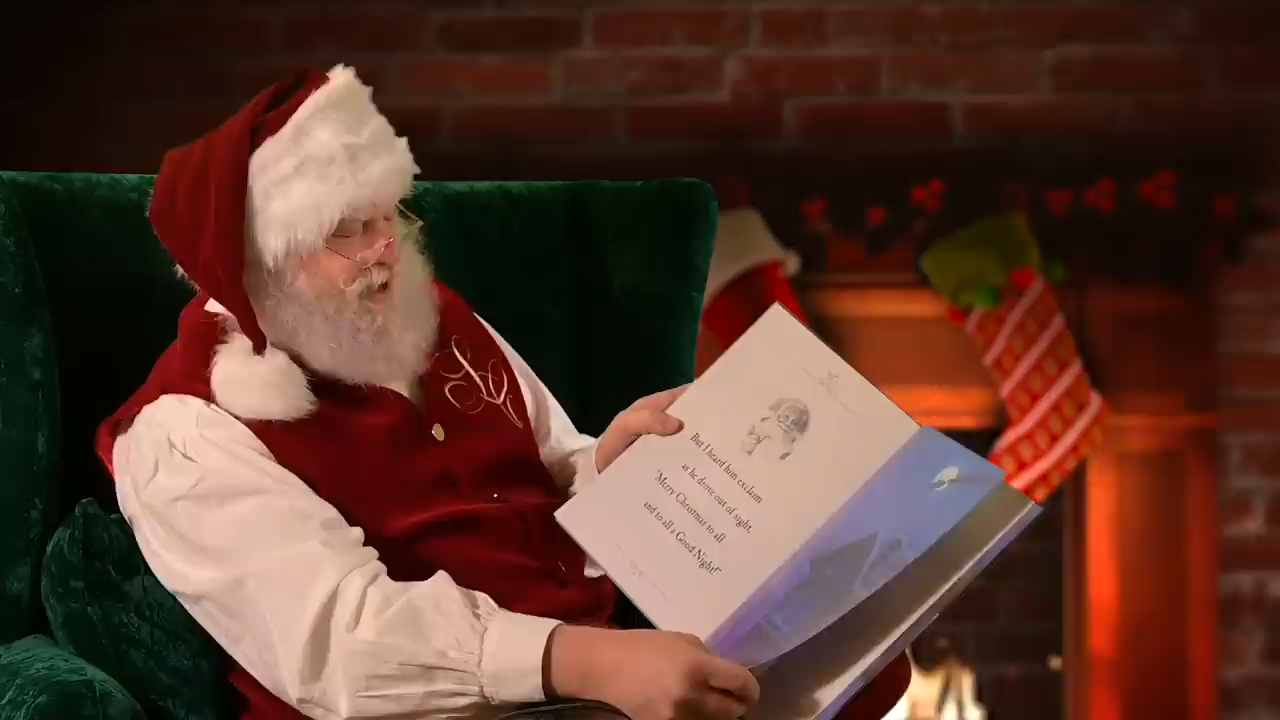 But I heard him exclaim
as he drove out of sight,
"Merry Christmas to all
and to all a Good Night!"